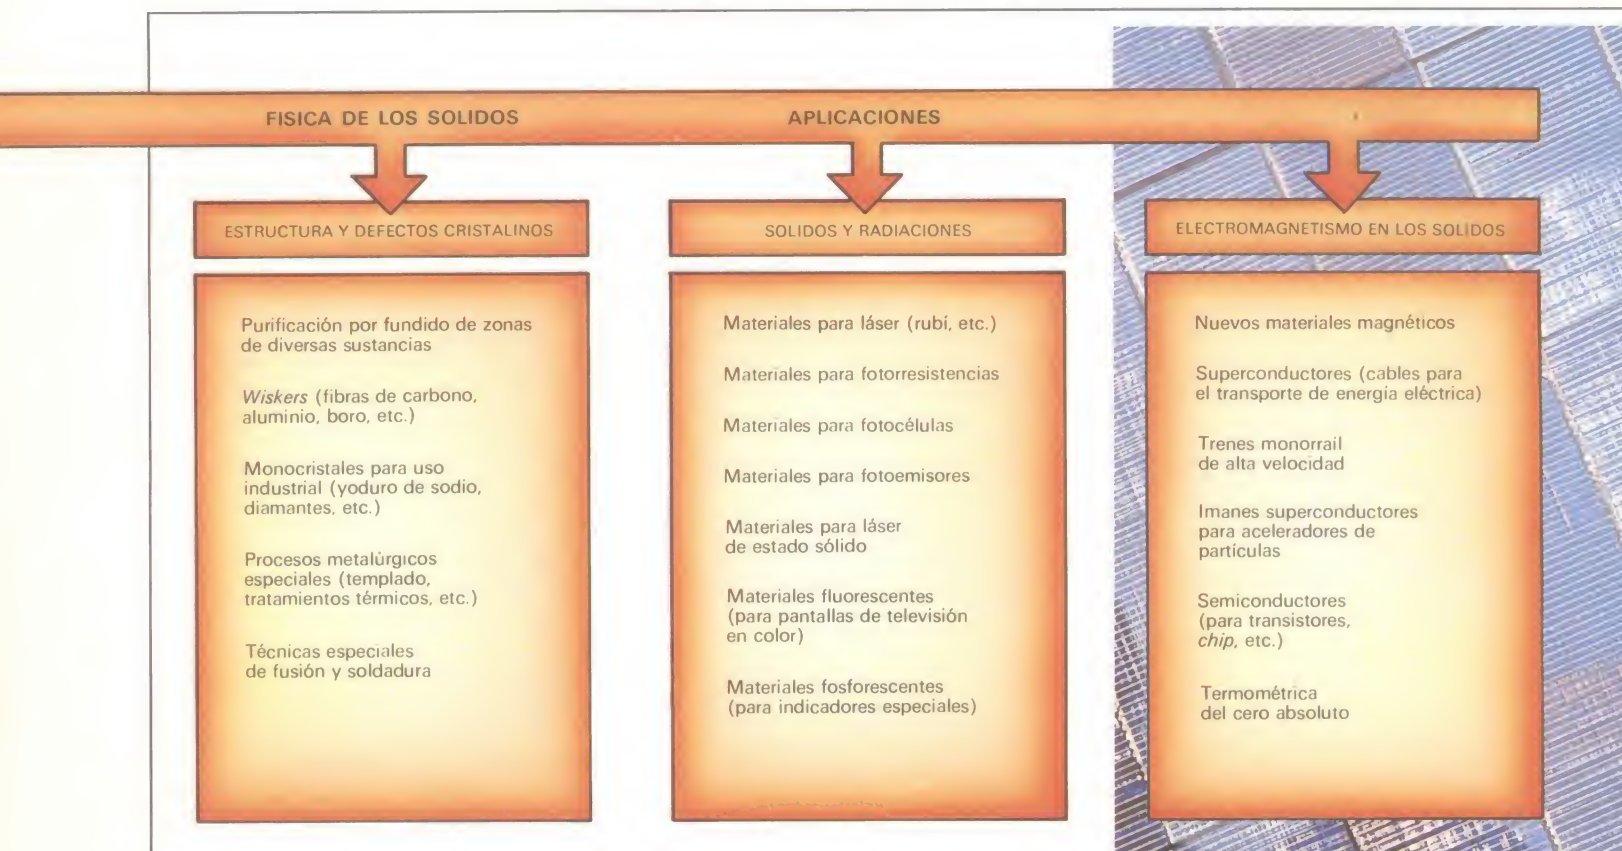 FISICA DE LOS SOLIDOS
APLICACIONES
ESTRUCTURA Y DEFECTOS CRISTALINOS
Purificación por fundido de zonas
de diversas sustancias
Wiskers (fibras de carbono,
aluminio, boro, etc.)
Monocristales para uso
industrial (yoduro de sodio,
diamantes, etc.)
Procesos metalúrgicos
especiales (templado,
tratamientos térmicos, etc.)
Técnicas especiales
de fusión y soldadura
SOLIDOS Y RADIACIONES
Materiales para láser (rubí, etc.)
Materiales para fotorresistencias
Materiales para fotocélulas
Materiales para fotoemisores
Materiales para láser
de estado sólido
Materiales fluorescentes
(para pantallas de televisión
en color)
Materiales fosforescentes
(para indicadores especiales)
ELECTROMAGNETISMO EN LOS SOLIDOS
Nuevos materiales magnéticos
Superconductores (cables para
el transporte de energía eléctrica)
Trenes monorrail
de alta velocidad
Imanes superconductores
para aceleradores de
partículas
Semiconductores
(para transistores,
chip, etc.)
Termométrica
del cero absoluto